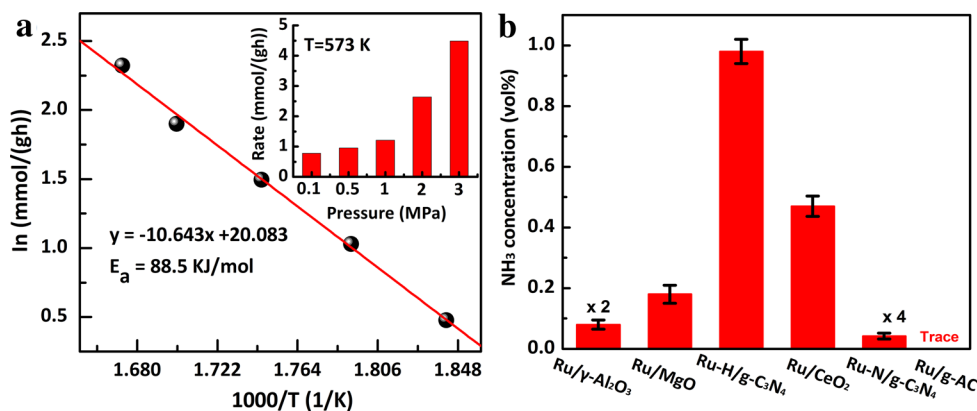 a
2.5
2.0
1.5
1.0
0.5
ln (mmol/(gh))
1.680 1.722 1.764 1.806 1.848
1000/T (1/K)
y = -10.643x +20.083
Eₐ = 88.5 KJ/mol
T=573 K
5
4
3
2
1
0
Rate (mmol/(gh))
0.1 0.5 1 2 3
Pressure (MPa)
b
1.0
0.8
0.6
0.4
0.2
0.0
NH₃ concentration (vol%)
x 2
x 4
Trace
Ru/γ-Al₂O₃
Ru/MgO
Ru-H/g-C₃N₄
Ru/CeO₂
Ru-N/g-C₃N₄
Ru/g-AC